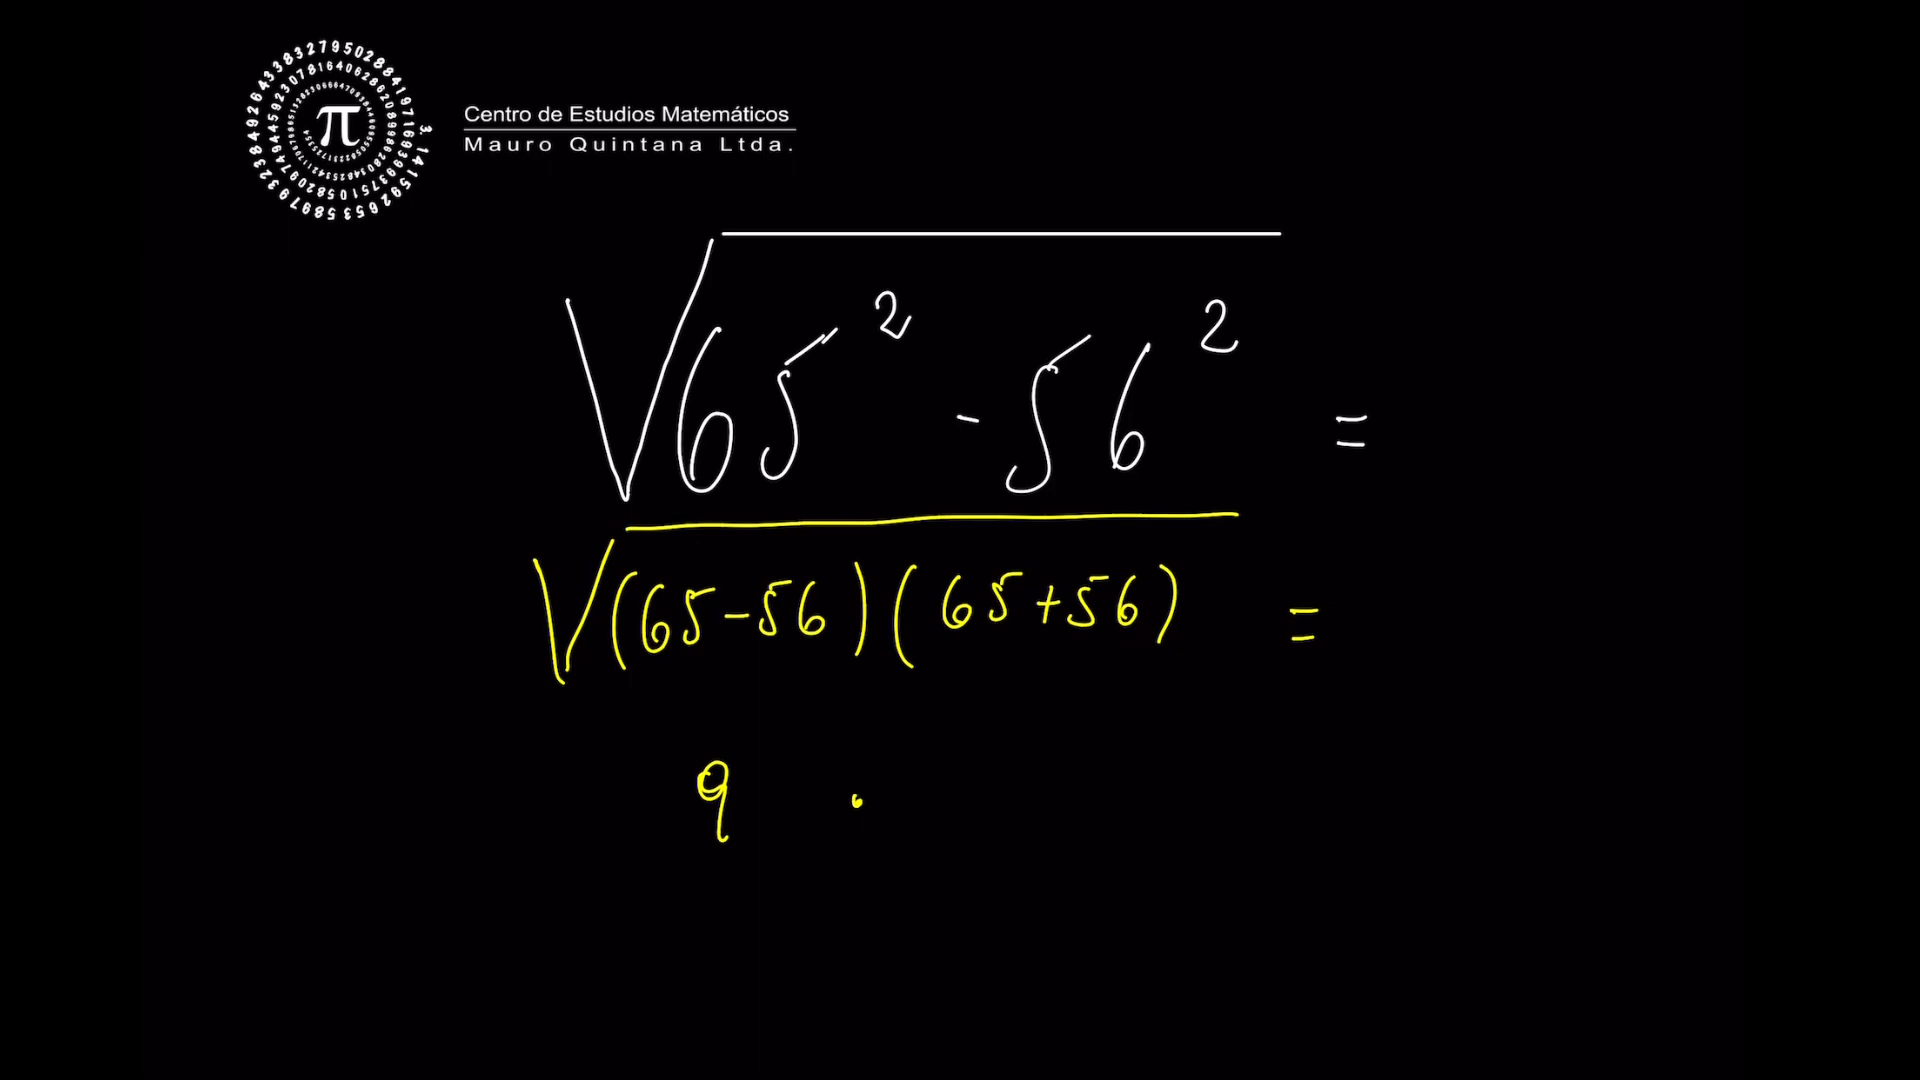 π
Centro de Estudios Matemáticos
Mauro Quintana Ltda.
√65² - 56² =
√(65-56)(65+56) =
9 ·